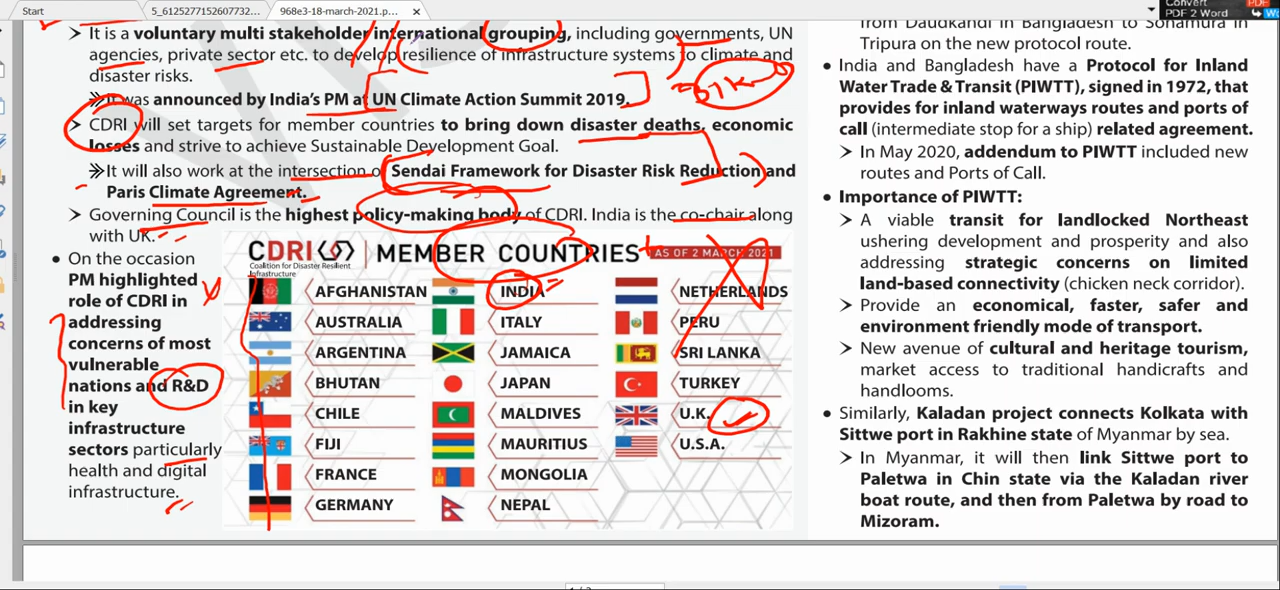 Start
5_6125277152607732...
968e3-18-march-2021.p...
Convert
PDF 2 Word
PDF
It is a voluntary multi stakeholder international grouping, including governments, UN
agencies, private sector etc. to develop resilience of infrastructure systems to climate and
disaster risks.
It was announced by India's PM at UN Climate Action Summit 2019.
CDRI will set targets for member countries to bring down disaster deaths, economic
losses and strive to achieve Sustainable Development Goal.
It will also work at the intersection of Sendai Framework for Disaster Risk Reduction and
Paris Climate Agreement.
Governing Council is the highest policy-making body of CDRI. India is the co-chair along
with UK.
• On the occasion
PM highlighted
role of CDRI in
addressing
concerns of most
vulnerable
nations and R&D
in key
infrastructure
sectors particularly
health and digital
infrastructure.
CDRI
Coalition for Disaster Resilient
Infrastructure
MEMBER COUNTRIES
AS OF 2 MARCH 2021
AFGHANISTAN
AUSTRALIA
ARGENTINA
BHUTAN
CHILE
FIJI
FRANCE
GERMANY
INDIA
ITALY
JAMAICA
JAPAN
MALDIVES
MAURITIUS
MONGOLIA
NEPAL
NETHERLANDS
PERU
SRI LANKA
TURKEY
U.K.
U.S.A.
from Daudkandi in Bangladesh to Sonamura in
Tripura on the new protocol route.
• India and Bangladesh have a Protocol for Inland
Water Trade & Transit (PIWTT), signed in 1972, that
provides for inland waterways routes and ports of
call (intermediate stop for a ship) related agreement.
In May 2020, addendum to PIWTT included new
routes and Ports of Call.
• Importance of PIWTT:
A viable transit for landlocked Northeast
ushering development and prosperity and also
addressing strategic concerns on limited
land-based connectivity (chicken neck corridor).
Provide an economical, faster, safer and
environment friendly mode of transport.
New avenue of cultural and heritage tourism,
market access to traditional handicrafts and
handlooms.
• Similarly, Kaladan project connects Kolkata with
Sittwe port in Rakhine state of Myanmar by sea.
In Myanmar, it will then link Sittwe port to
Paletwa in Chin state via the Kaladan river
boat route, and then from Paletwa by road to
Mizoram.